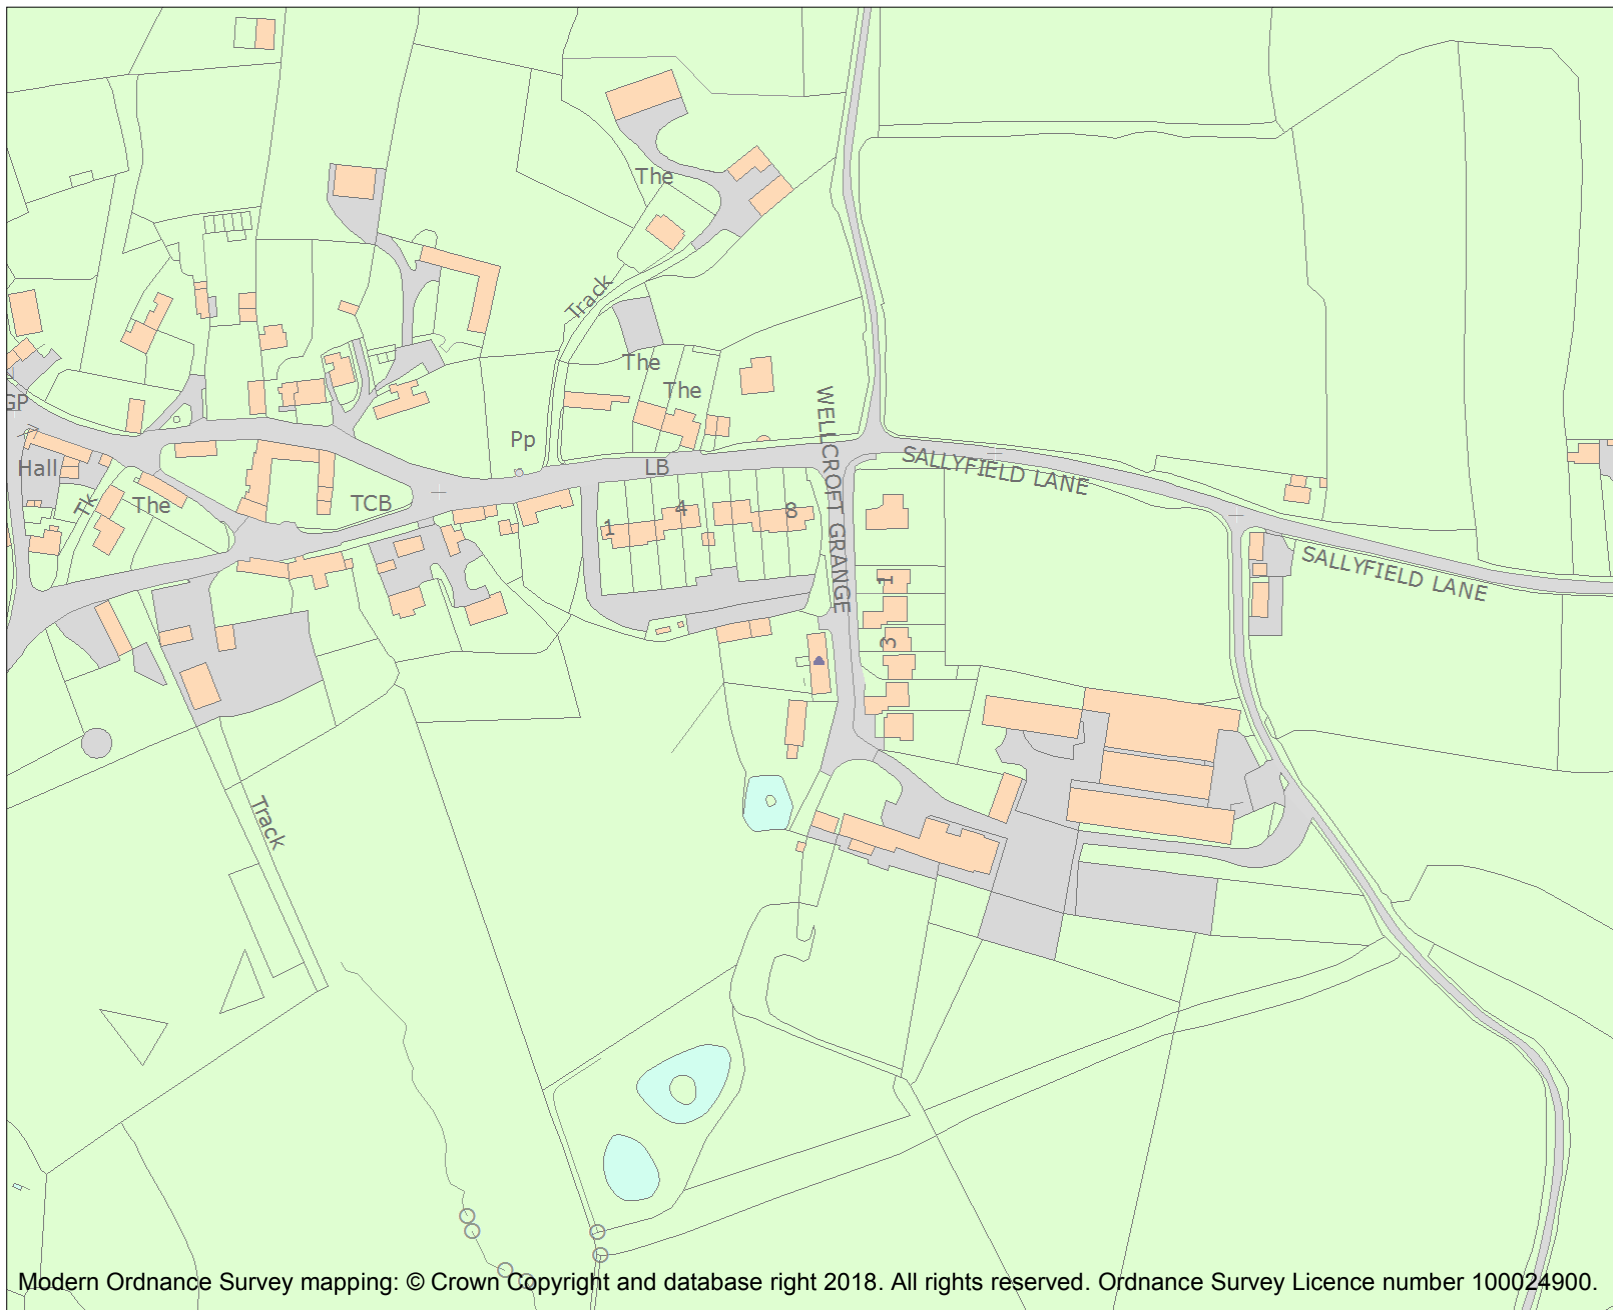 The
Track
The
The
GP
WELLCROFT GRANGE
Pp
SALLYFIELD LANE
Hall
LB
The
Tk
TCB
4
8
1
SALLYFIELD LANE
1
3
Track
Modern Ordnance Survey mapping: © Crown Copyright and database right 2018. All rights reserved. Ordnance Survey Licence number 100024900.